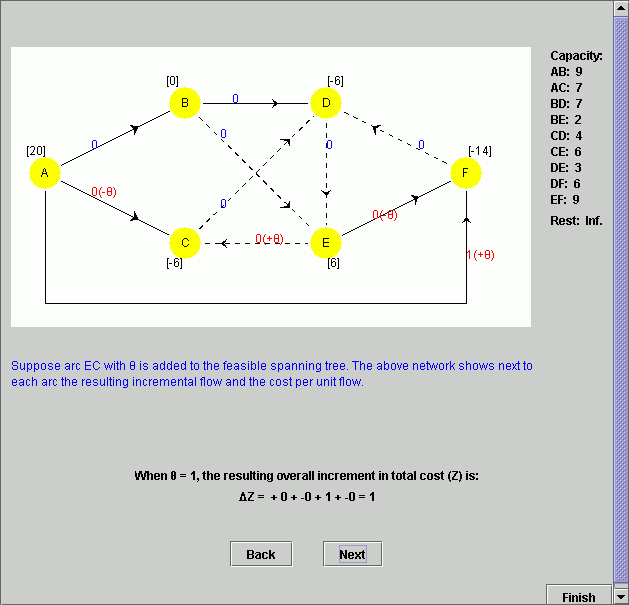 [0]
[-6]
B
0
D
Capacity:
AB: 9
AC: 7
BD: 7
BE: 2
CD: 4
CE: 6
DE: 3
DF: 6
EF: 9
Rest: Inf.
0
0
0
0
[20]
[-14]
A
F
0(-θ)
0
0(-θ)
C
0(+θ)
E
[-6]
[6]
1(+θ)
Suppose arc EC with θ is added to the feasible spanning tree. The above network shows next to
each arc the resulting incremental flow and the cost per unit flow.
When θ = 1, the resulting overall increment in total cost (Z) is:
ΔZ = + 0 + -0 + 1 + -0 = 1
Back
Next
Finish